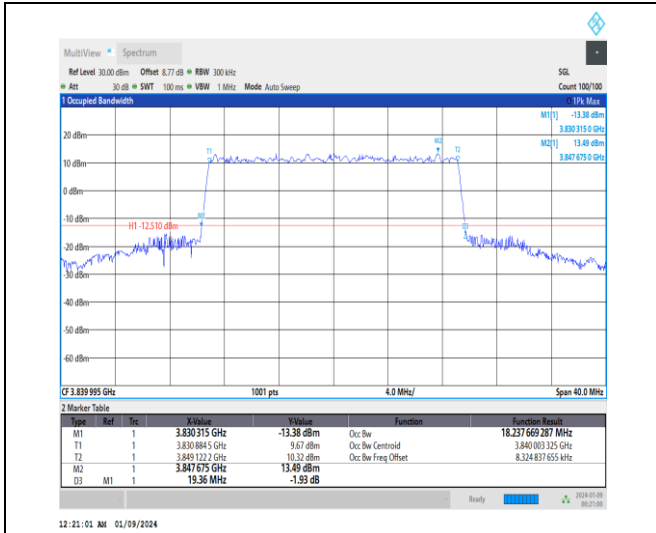 MultiView Spectrum
Ref Level 30.00 dBm Offset 8.77 dB RBW 300 kHz SGL
Att 30 dB SWT 100 ms VBW 1 MHz Mode Auto Sweep Count 100/100
1 Occupied Bandwidth 1Pk Max
M1[1] -13.38 dBm
3.830 315 0 GHz
20 dBm
M2[1] 13.49 dBm
3.847 675 0 GHz
M2
T1 T2
10 dBm
0 dBm
-10 dBm
M1
H1 -12.510 dBm
D3
-20 dBm
-30 dBm
-40 dBm
-50 dBm
-60 dBm
CF 3.839 995 GHz 1001 pts 4.0 MHz/ Span 40.0 MHz
2 Marker Table
Type Ref Trc X-Value Y-Value Function Function Result
M1 1 3.830 315 GHz -13.38 dBm Occ Bw 18.237 669 287 MHz
T1 1 3.830 884 5 GHz 9.67 dBm Occ Bw Centroid 3.840 003 325 GHz
T2 1 3.849 122 2 GHz 10.32 dBm Occ Bw Freq Offset 8.324 837 655 kHz
M2 1 3.847 675 GHz 13.49 dBm
D3 M1 1 19.36 MHz -1.93 dB
Ready 2024-01-09
00:21:00
12:21:01 AM 01/09/2024